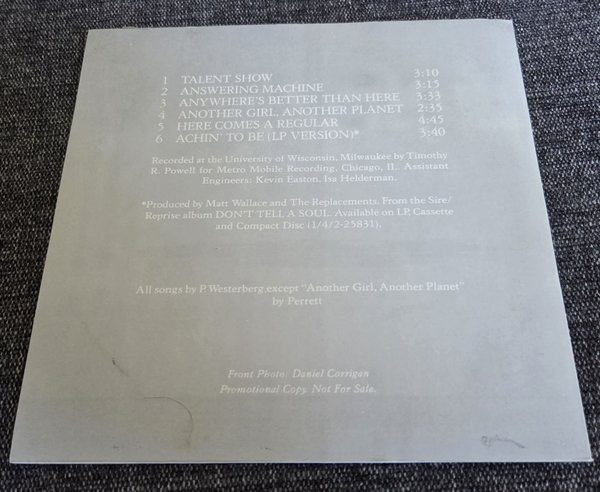 1 TALENT SHOW 3:10
2 ANSWERING MACHINE 3:15
3 ANYWHERE'S BETTER THAN HERE 3:33
4 ANOTHER GIRL, ANOTHER PLANET 2:35
5 HERE COMES A REGULAR 4:45
6 ACHIN' TO BE (LP VERSION)* 3:40
Recorded at the University of Wisconsin, Milwaukee by Timothy
R. Powell for Metro Mobile Recording, Chicago, IL. Assistant
Engineers: Kevin Easton, Isa Helderman.
*Produced by Matt Wallace and The Replacements. From the Sire/
Reprise album DON'T TELL A SOUL. Available on LP, Cassette
and Compact Disc (1/4/2-25831).
All songs by P. Westerberg,except "Another Girl, Another Planet"
by Perrett
Front Photo: Daniel Corrigan
Promotional Copy. Not For Sale.